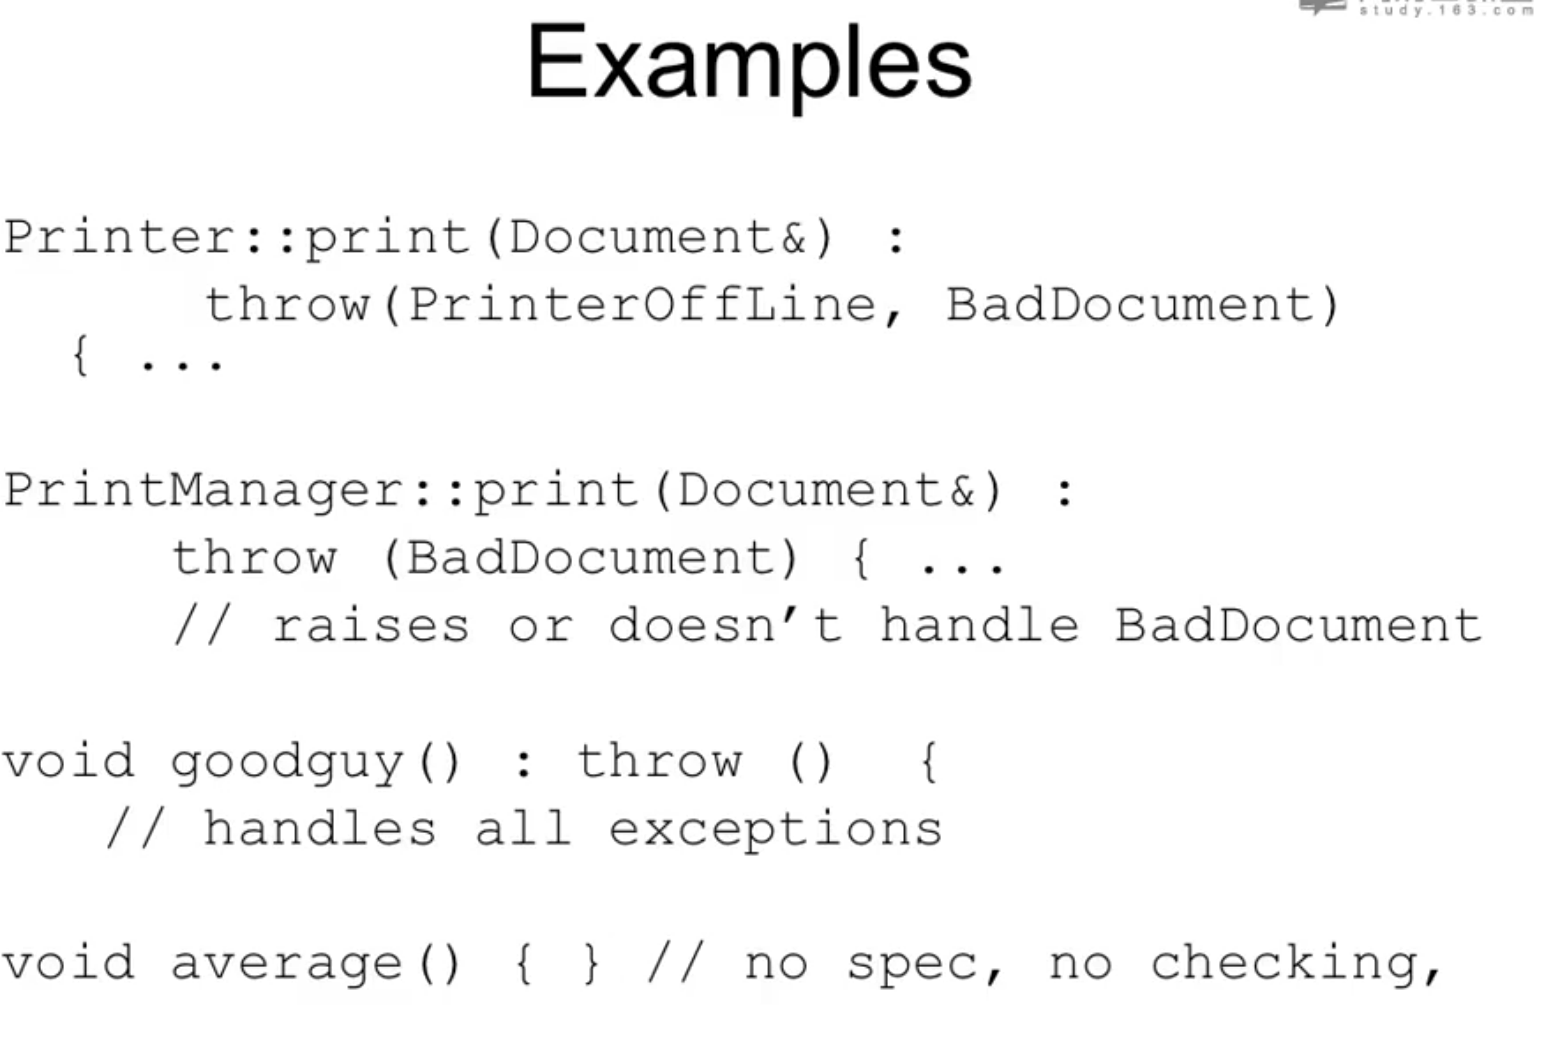 study.163.com
Examples
Printer::print(Document&) :
throw(PrinterOffLine, BadDocument)
{ ...
PrintManager::print(Document&) :
throw (BadDocument) { ...
// raises or doesn’t handle BadDocument
void goodguy() : throw () {
// handles all exceptions
void average() { } // no spec, no checking,